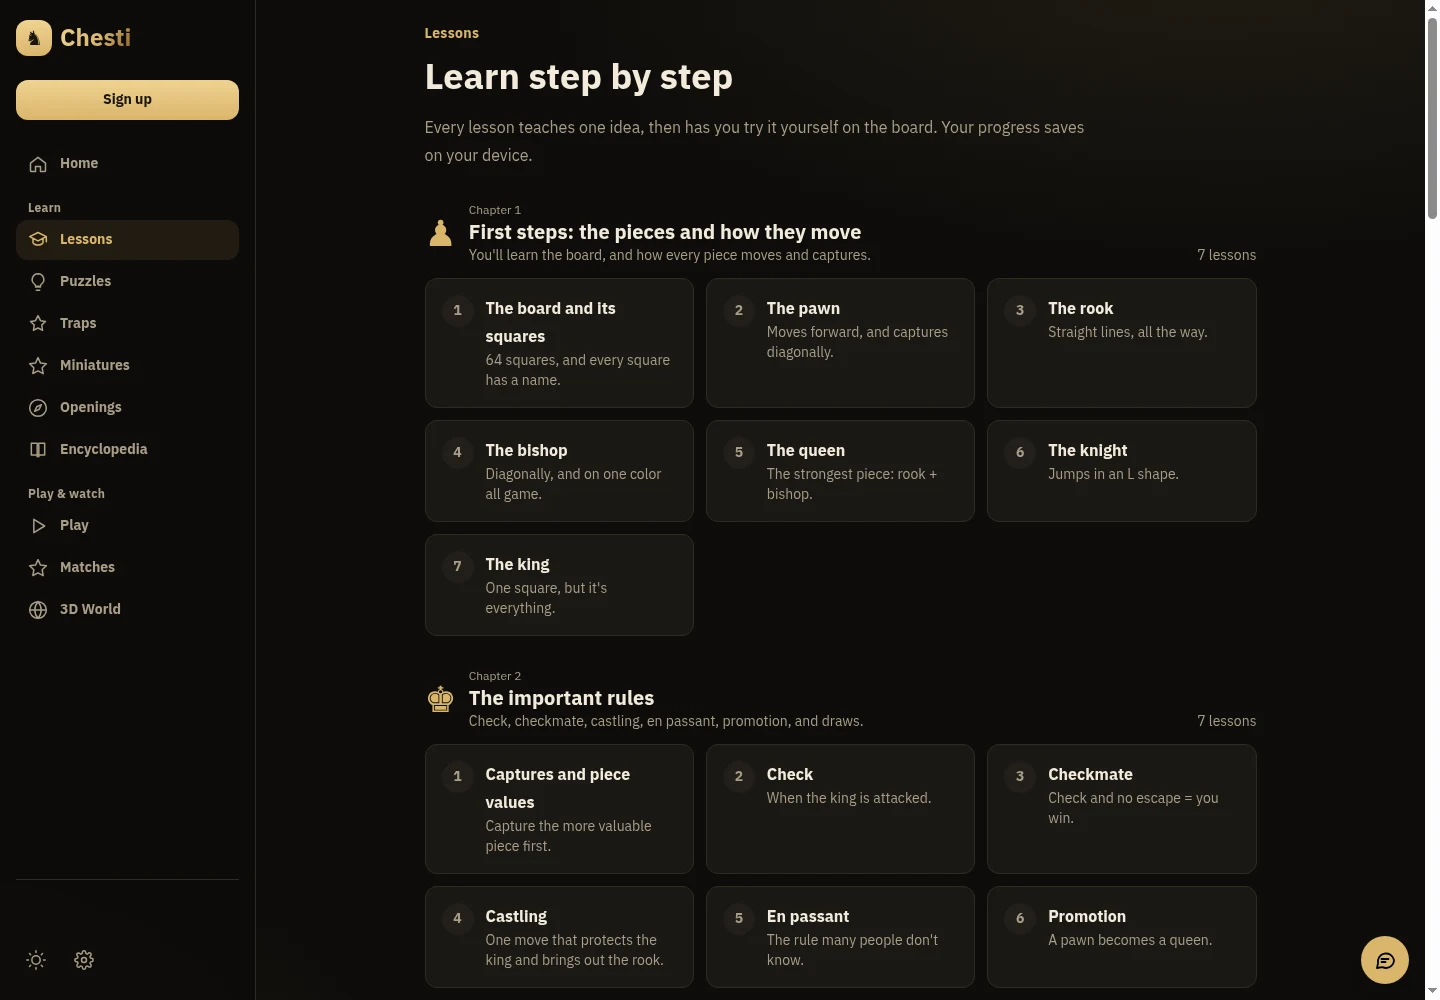 Chesti
Sign up
Home
Learn
Lessons
Puzzles
Traps
Miniatures
Openings
Encyclopedia
Play & watch
Play
Matches
3D World
Lessons
Learn step by step
Every lesson teaches one idea, then has you try it yourself on the board. Your progress saves
on your device.
Chapter 1
First steps: the pieces and how they move
You'll learn the board, and how every piece moves and captures.
7 lessons
1
The board and its
squares
64 squares, and every square
has a name.
2
The pawn
Moves forward, and captures
diagonally.
3
The rook
Straight lines, all the way.
4
The bishop
Diagonally, and on one color
all game.
5
The queen
The strongest piece: rook +
bishop.
6
The knight
Jumps in an L shape.
7
The king
One square, but it's
everything.
Chapter 2
The important rules
Check, checkmate, castling, en passant, promotion, and draws.
7 lessons
1
Captures and piece
values
Capture the more valuable
piece first.
2
Check
When the king is attacked.
3
Checkmate
Check and no escape = you
win.
4
Castling
One move that protects the
king and brings out the rook.
5
En passant
The rule many people don't
know.
6
Promotion
A pawn becomes a queen.